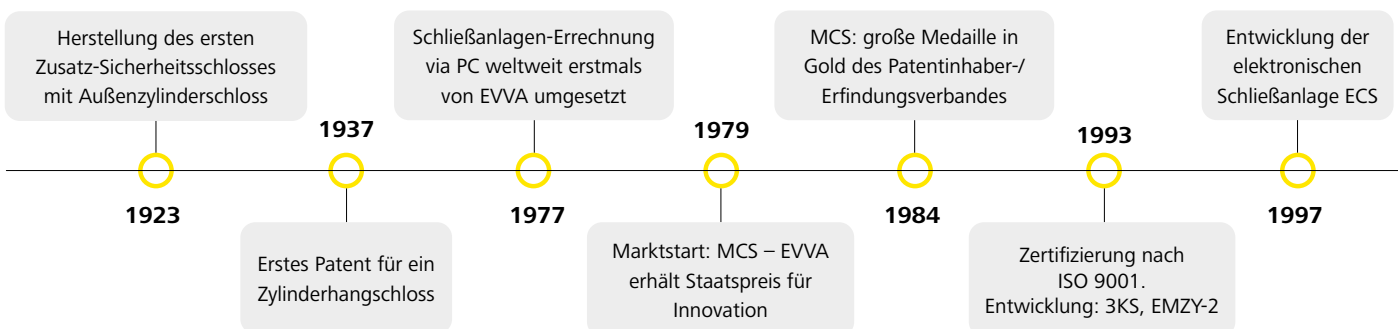 Herstellung des ersten
Zusatz-Sicherheitsschlosses
mit Außenzylinderschloss
1923
1937
Erstes Patent für ein
Zylinderhangschloss
Schließanlagen-Errechnung
via PC weltweit erstmals
von EVVA umgesetzt
1977
1979
Marktstart: MCS – EVVA
erhält Staatspreis für
Innovation
MCS: große Medaille in
Gold des Patentinhaber-/
Erfindungsverbandes
1984
1993
Zertifizierung nach
ISO 9001.
Entwicklung: 3KS, EMZY-2
Entwicklung der
elektronischen
Schließanlage ECS
1997